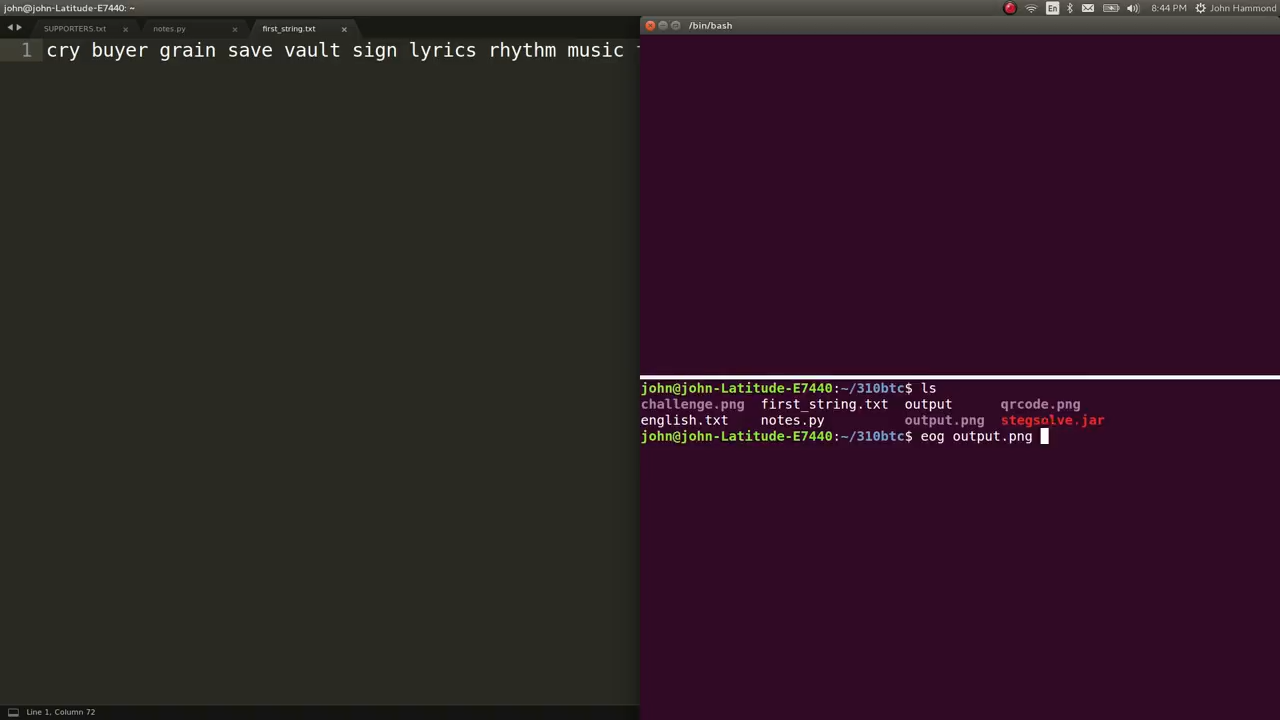 john@john-Latitude-E7440: ~
En
8:44 PM
John Hammond
SUPPORTERS.txt
notes.py
first_string.txt
/bin/bash
1 cry buyer grain save vault sign lyrics rhythm music
john@john-Latitude-E7440:~/310btc$ ls
challenge.png first_string.txt output qrcode.png
english.txt notes.py output.png stegsolve.jar
john@john-Latitude-E7440:~/310btc$ eog output.png
Line 1, Column 72